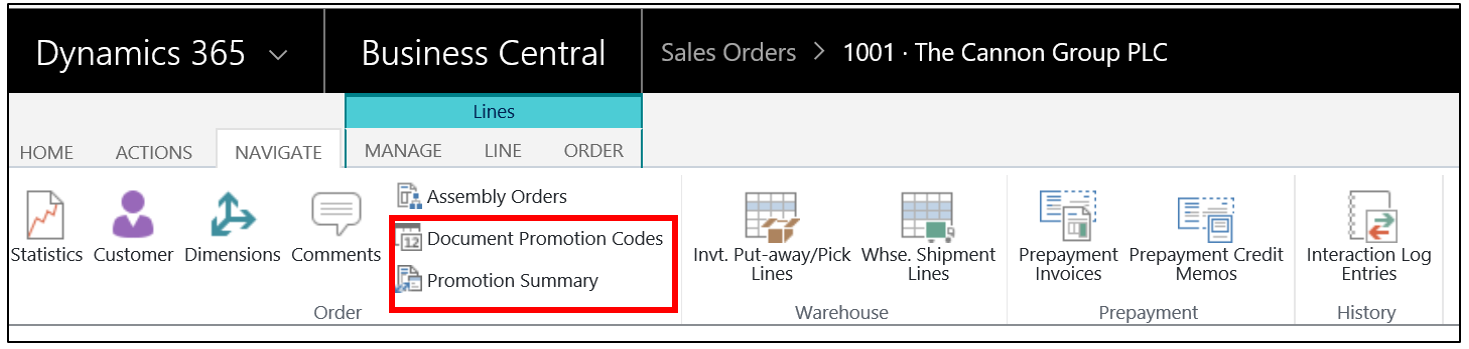 Dynamics 365
Business Central
Sales Orders > 1001 · The Cannon Group PLC
Lines
HOME
ACTIONS
NAVIGATE
MANAGE
LINE
ORDER
Statistics
Customer
Dimensions
Comments
Assembly Orders
12
Document Promotion Codes
Promotion Summary
Order
Invt. Put-away/Pick
Lines
Whse. Shipment
Lines
Warehouse
Prepayment
Invoices
Prepayment Credit
Memos
Prepayment
Interaction Log
Entries
History